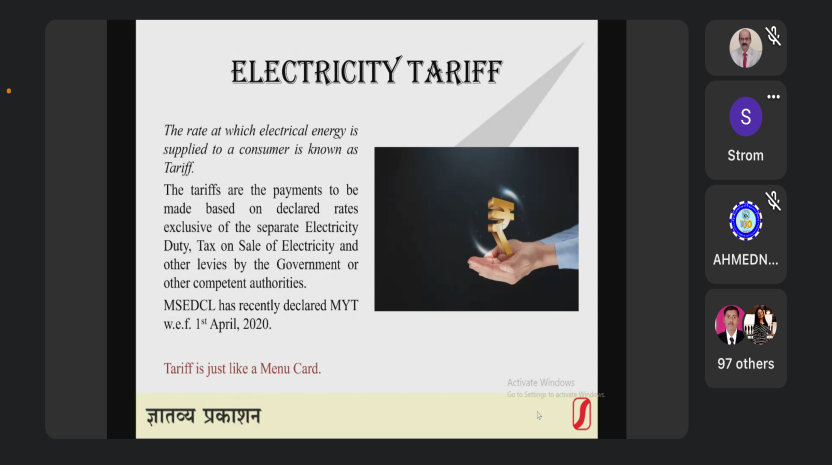 ELECTRICITY TARIFF
The rate at which electrical energy is
supplied to a consumer is known as
Tariff.
The tariffs are the payments to be
made based on declared rates
exclusive of the separate Electricity
Duty, Tax on Sale of Electricity and
other levies by the Government or
other competent authorities.
MSEDCL has recently declared MYT
w.e.f. 1st April, 2020.
Tariff is just like a Menu Card.
Activate Windows
Go to Settings to activate Windows.
ज्ञातव्य प्रकाशन
S
Strom
AHMEDN...
97 others